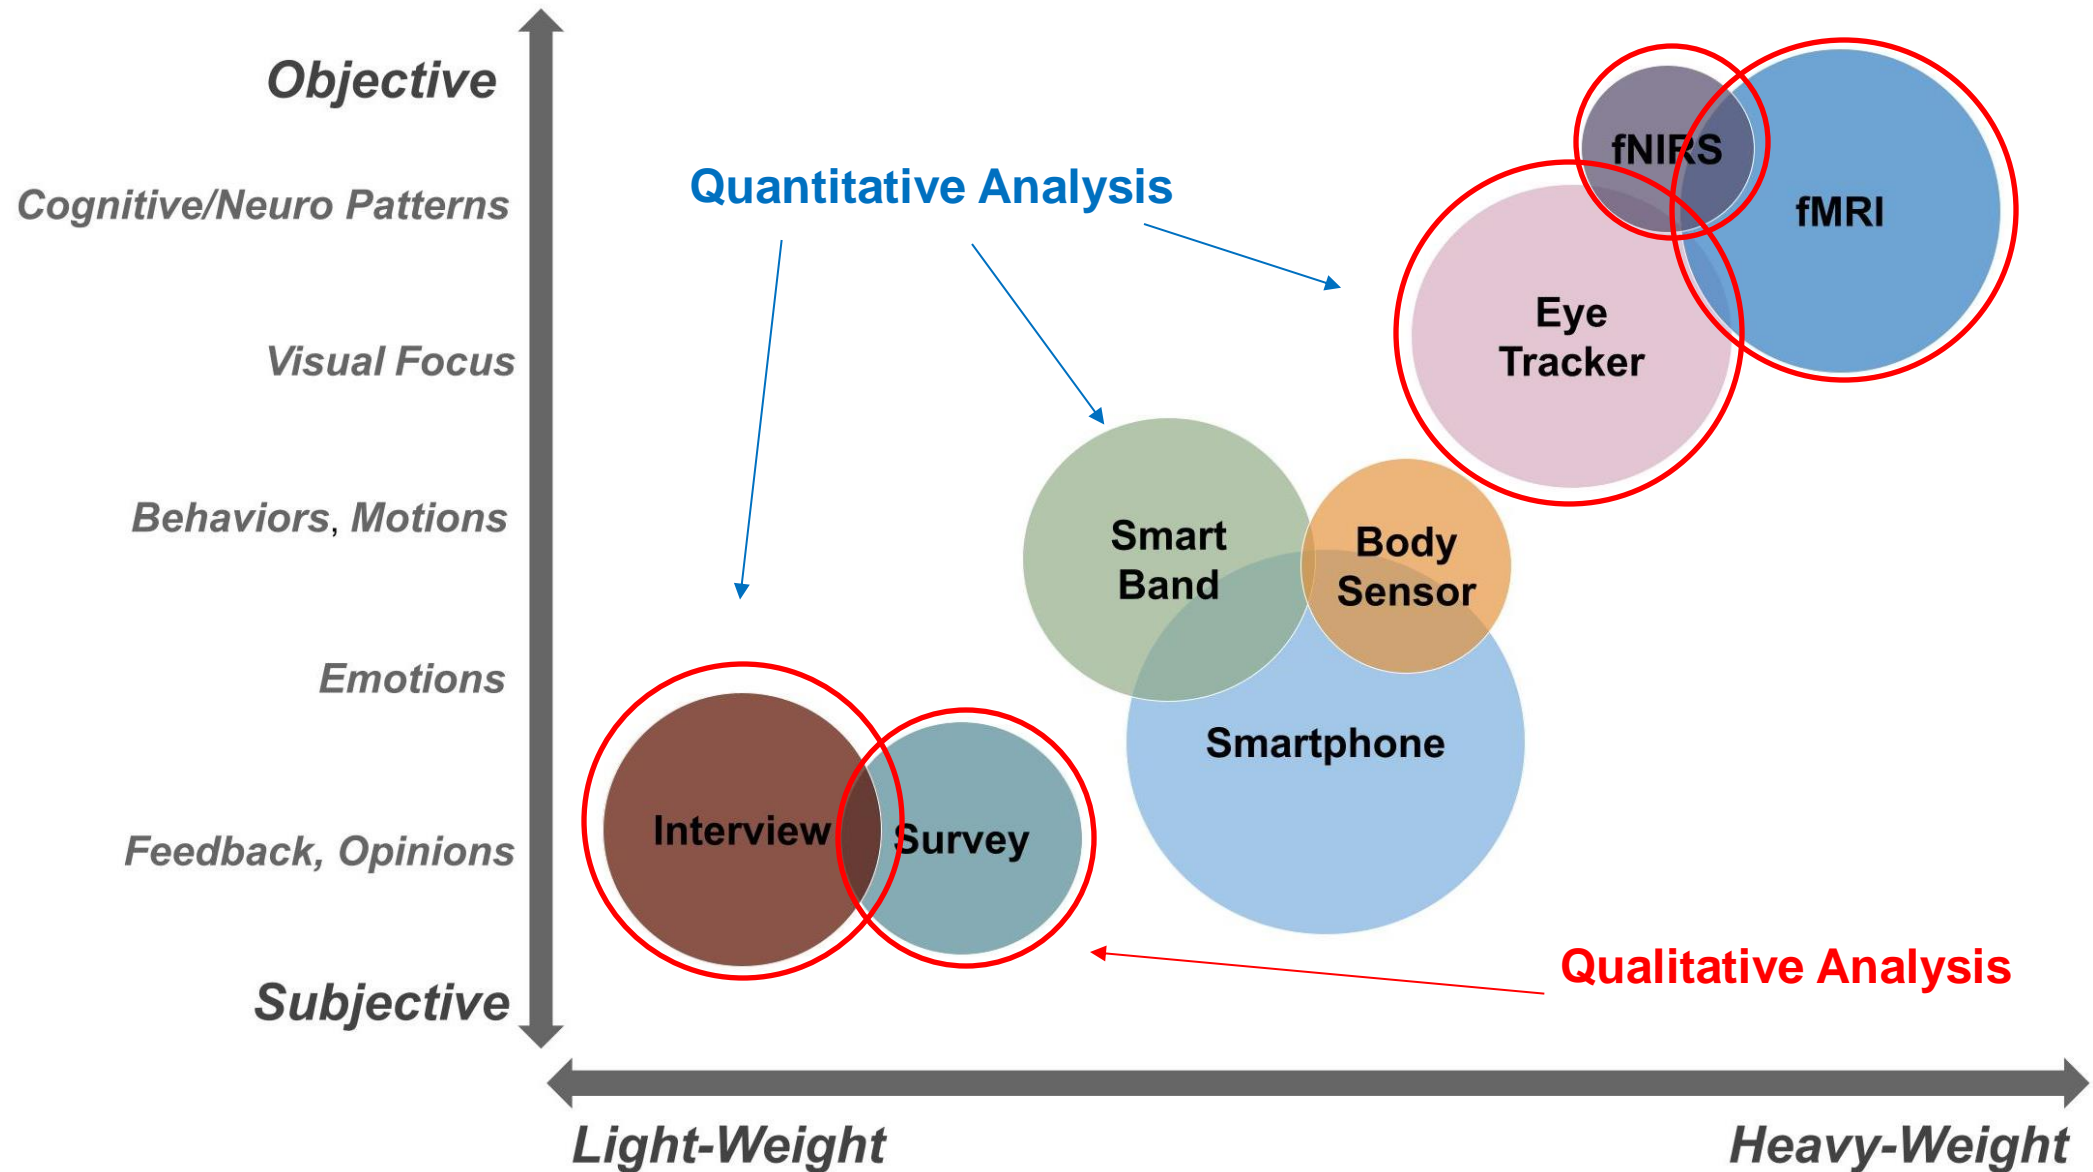 Objective
Cognitive/Neuro Patterns
Visual Focus
Behaviors, Motions
Emotions
Feedback, Opinions
Subjective
Quantitative Analysis
fNIRS
fMRI
Eye
Tracker
Smart
Band
Body
Sensor
Smartphone
Interview
Survey
Qualitative Analysis
Light-Weight
Heavy-Weight